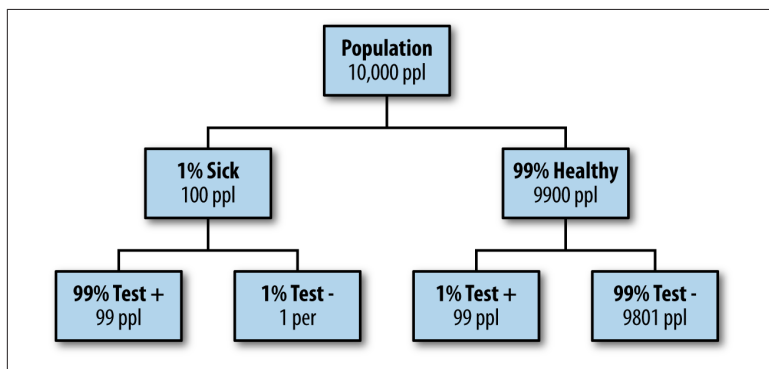 Population
10,000 ppl
1% Sick
100 ppl
99% Healthy
9900 ppl
99% Test +
99 ppl
1% Test -
1 per
1% Test +
99 ppl
99% Test -
9801 ppl